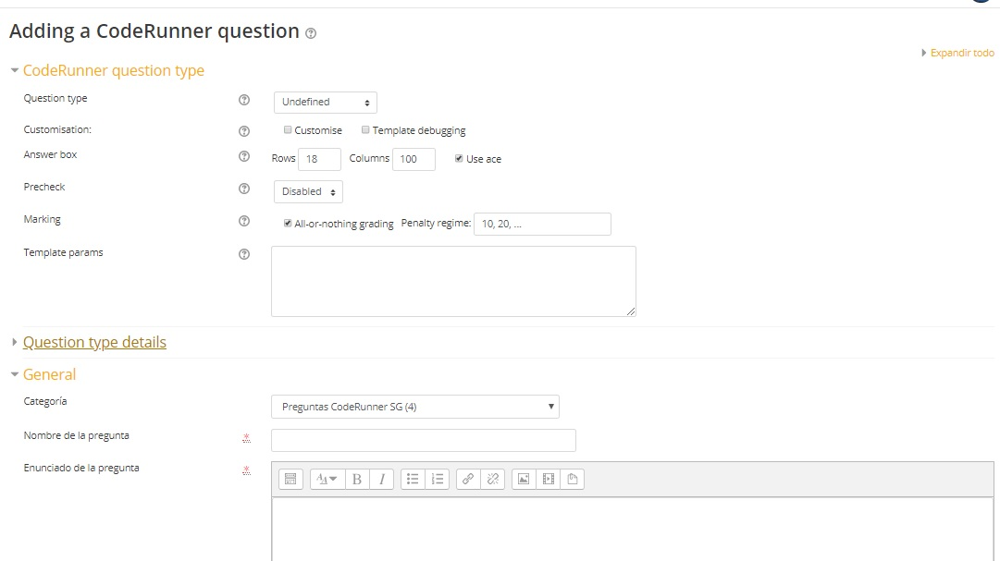 Adding a CodeRunner question
Expandir todo
CodeRunner question type
Question type Undefined
Customisation: Customise Template debugging
Answer box Rows 18 Columns 100 Use ace
Precheck Disabled
Marking All-or-nothing grading Penalty regime: 10, 20, ...
Template params
Question type details
General
Categoría Preguntas CodeRunner SG (4)
Nombre de la pregunta
Enunciado de la pregunta
B I